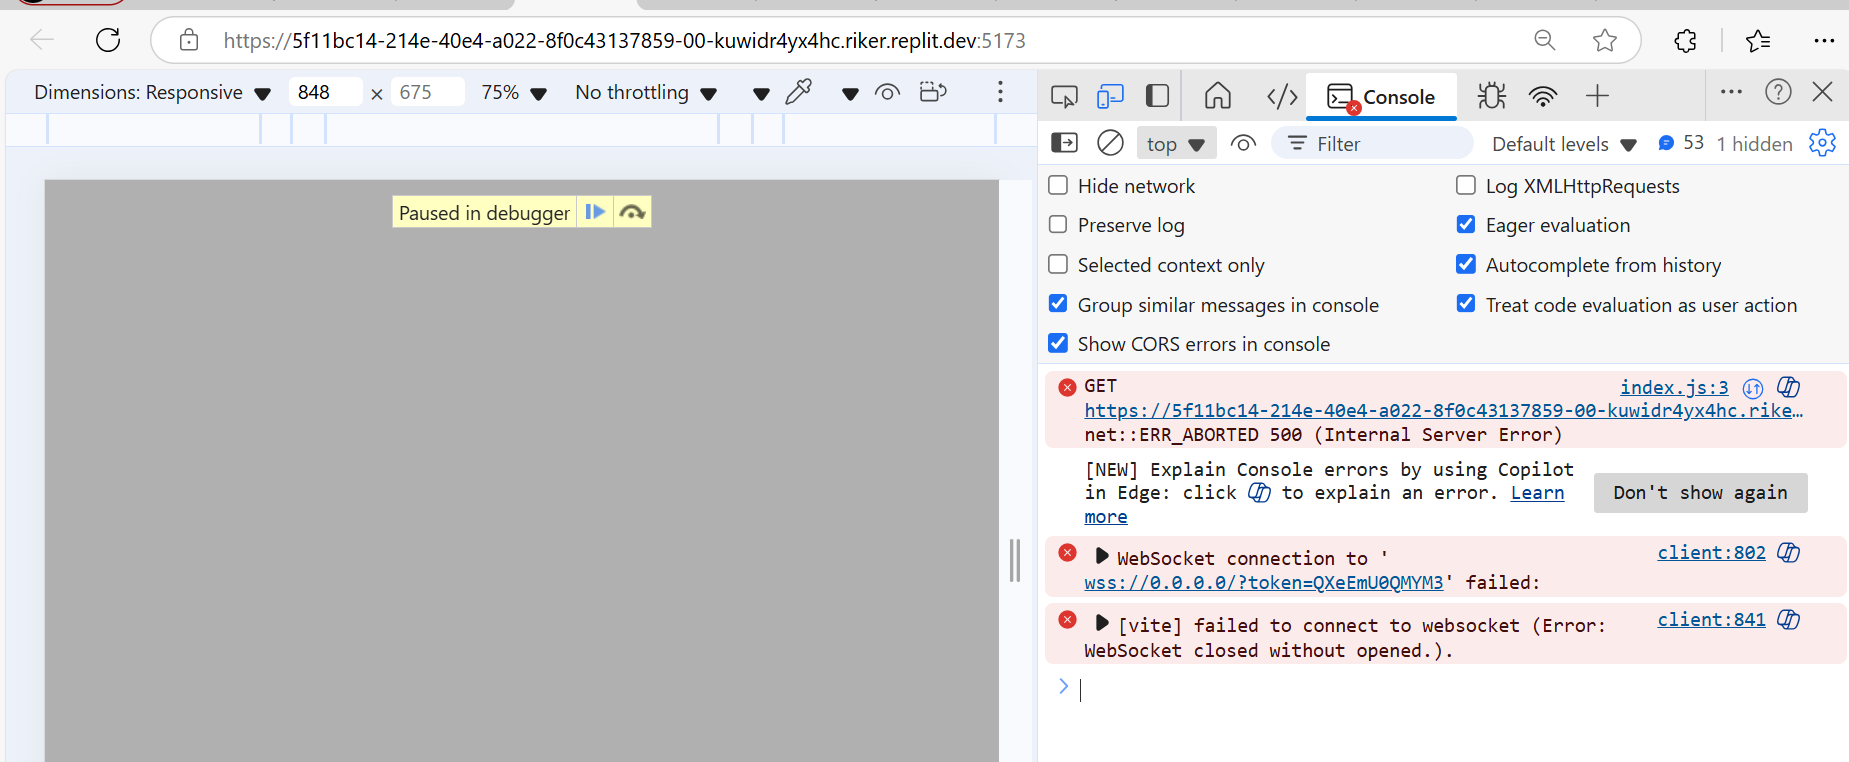 https://5f11bc14-214e-40e4-a022-8f0c43137859-00-kuwidr4yx4hc.riker.replit.dev:5173
Dimensions: Responsive 848 × 675 75% No throttling
Console
top Filter Default levels 53 1 hidden
Paused in debugger
Hide network Log XMLHttpRequests
Preserve log Eager evaluation
Selected context only Autocomplete from history
Group similar messages in console Treat code evaluation as user action
Show CORS errors in console
GET index.js:3
https://5f11bc14-214e-40e4-a022-8f0c43137859-00-kuwidr4yx4hc.rike…
net::ERR_ABORTED 500 (Internal Server Error)
[NEW] Explain Console errors by using Copilot
in Edge: click to explain an error. Learn
more
Don't show again
WebSocket connection to ' client:802
wss://0.0.0.0/?token=QXeEmU0QMYM3' failed:
[vite] failed to connect to websocket (Error: client:841
WebSocket closed without opened.).